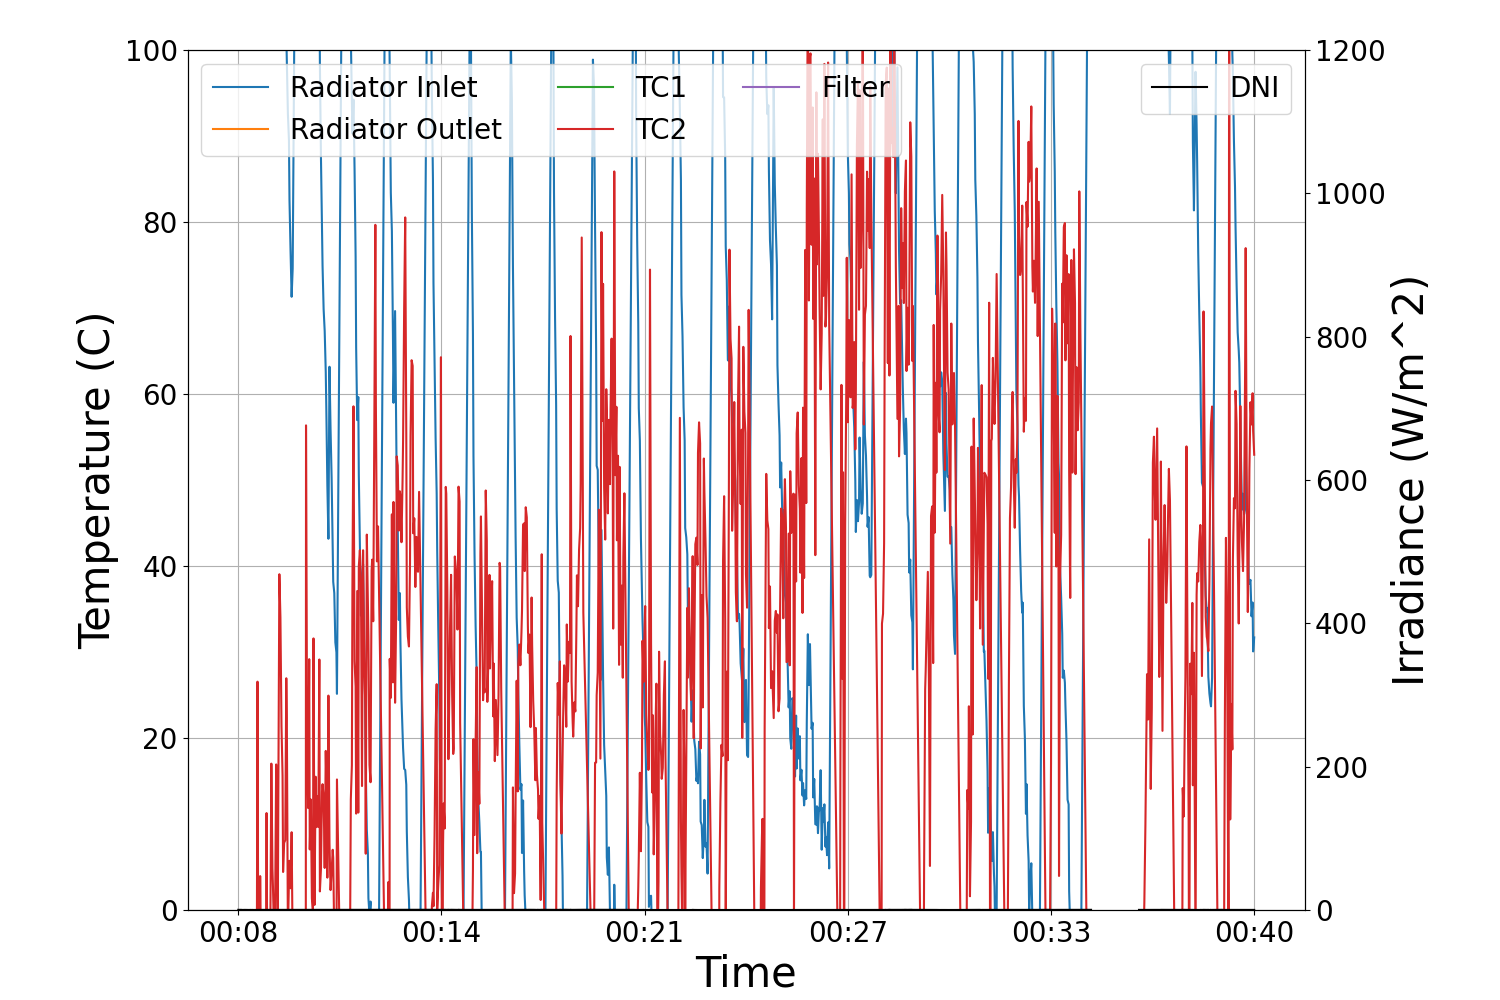 Radiator Inlet
Radiator Outlet
TC1
TC2
Filter
DNI
Temperature (C)
100
80
60
40
20
0
Irradiance (W/m^2)
1200
1000
800
600
400
200
0
00:08 00:14 00:21 00:27 00:33 00:40
Time